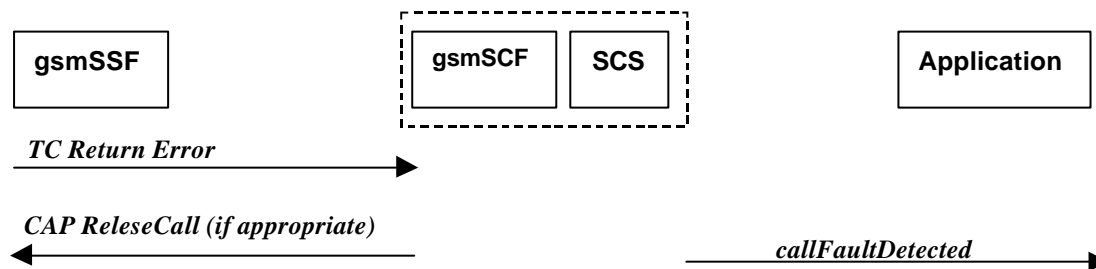 gsmSSF
gsmSCF
SCS
Application
TC Return Error
CAP ReleseCall (if appropriate)
callFaultDetected